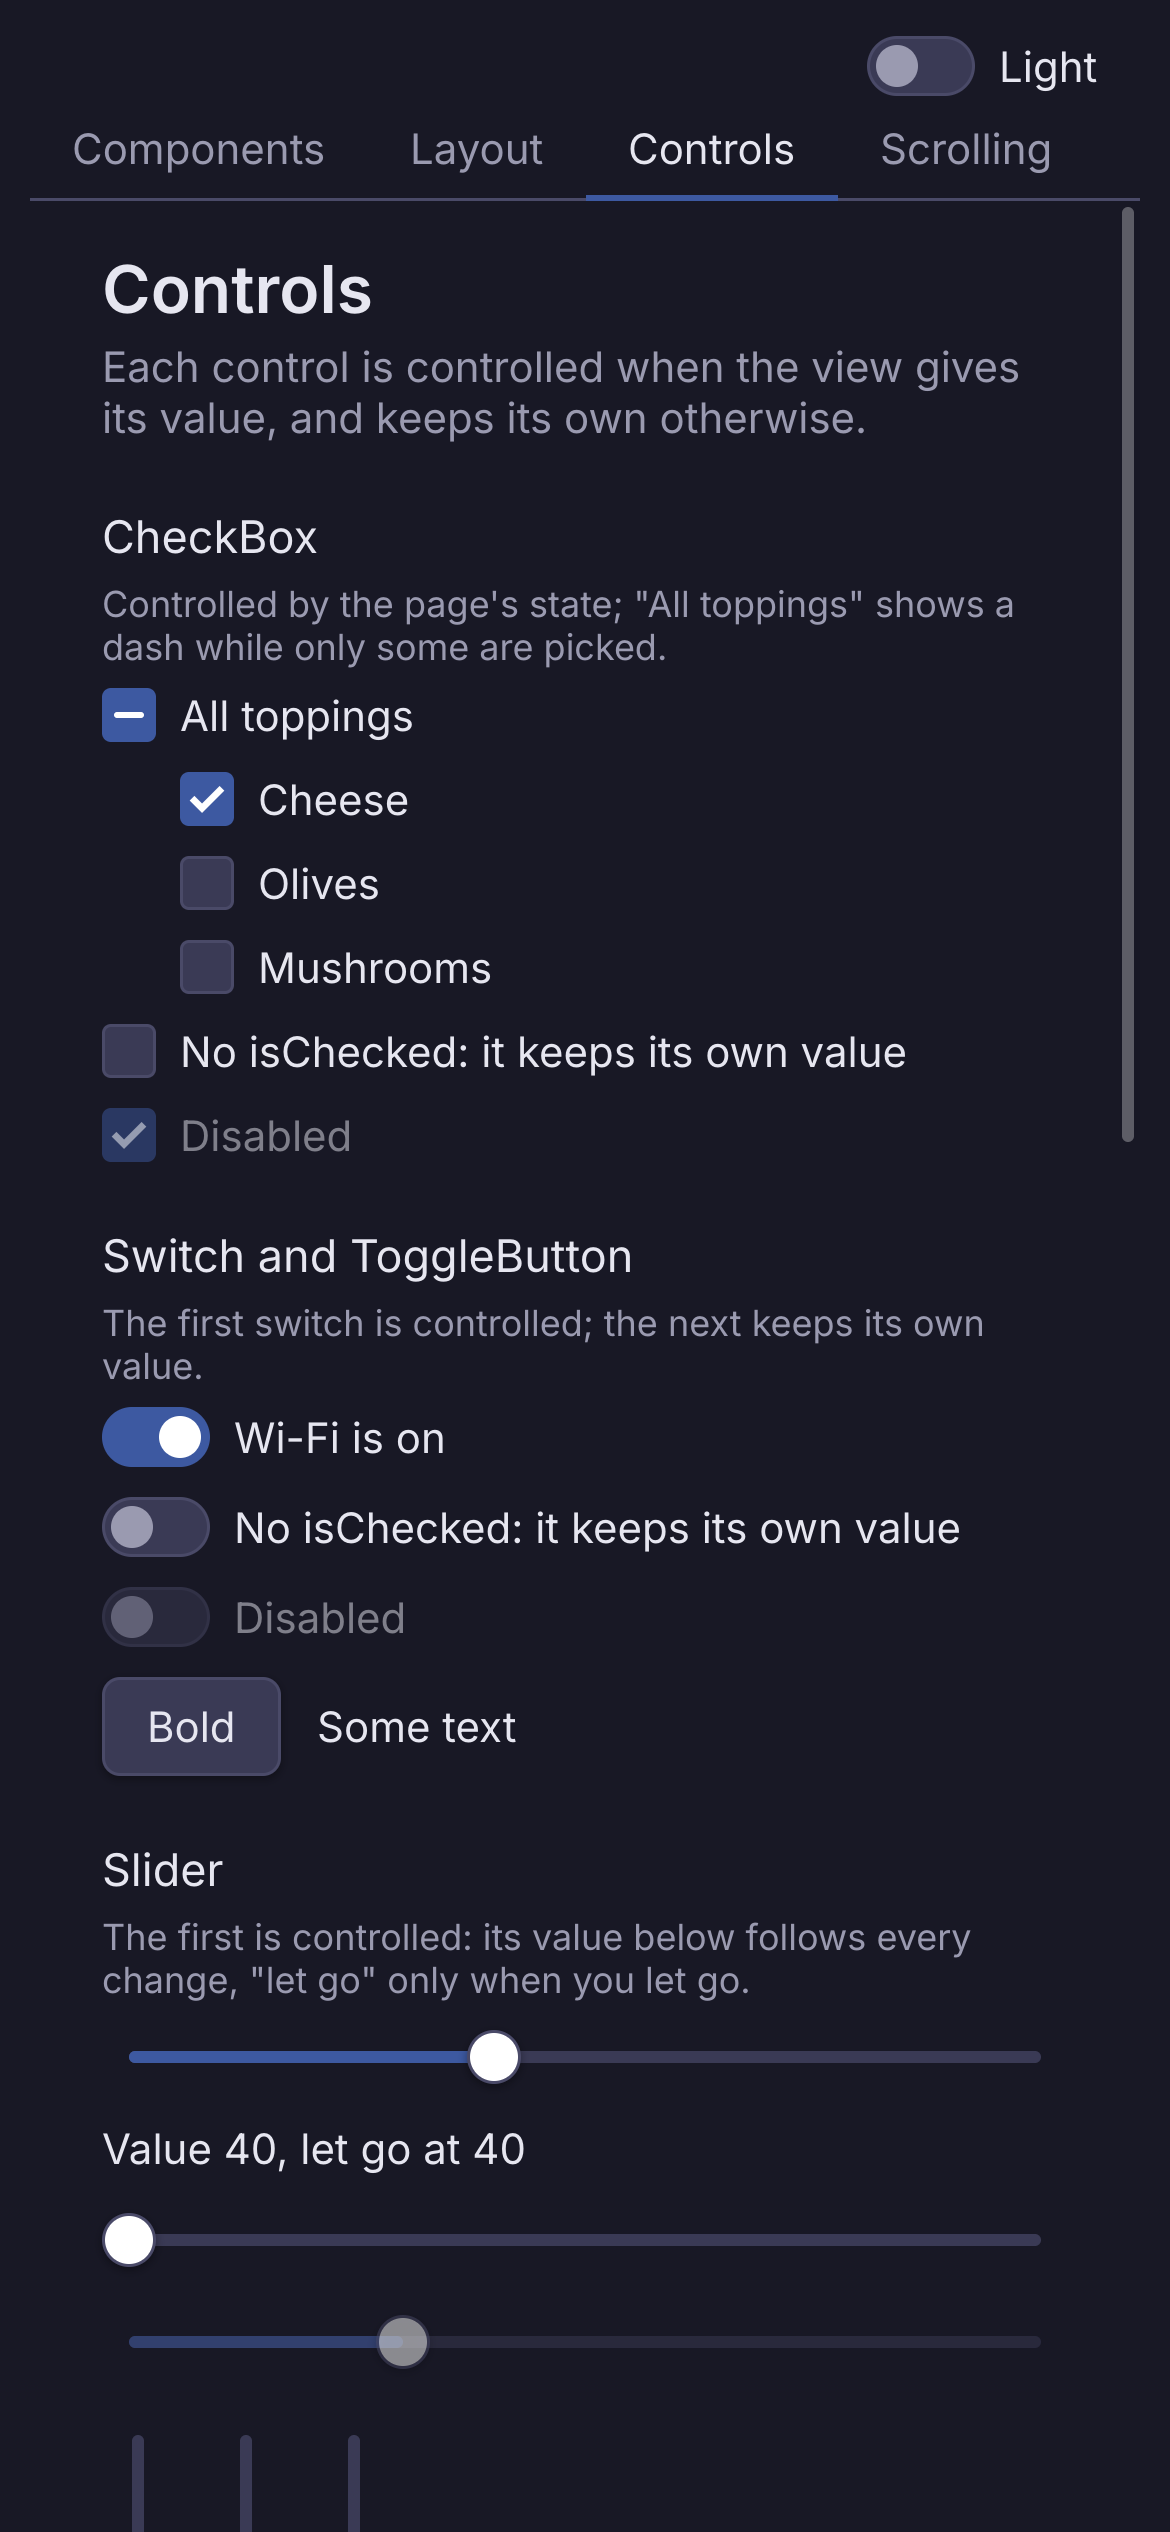 Light
Components Layout Controls Scrolling
Controls
Each control is controlled when the view gives
its value, and keeps its own otherwise.
CheckBox
Controlled by the page's state; "All toppings" shows a
dash while only some are picked.
All toppings
Cheese
Olives
Mushrooms
No isChecked: it keeps its own value
Disabled
Switch and ToggleButton
The first switch is controlled; the next keeps its own
value.
Wi-Fi is on
No isChecked: it keeps its own value
Disabled
Bold Some text
Slider
The first is controlled: its value below follows every
change, "let go" only when you let go.
Value 40, let go at 40